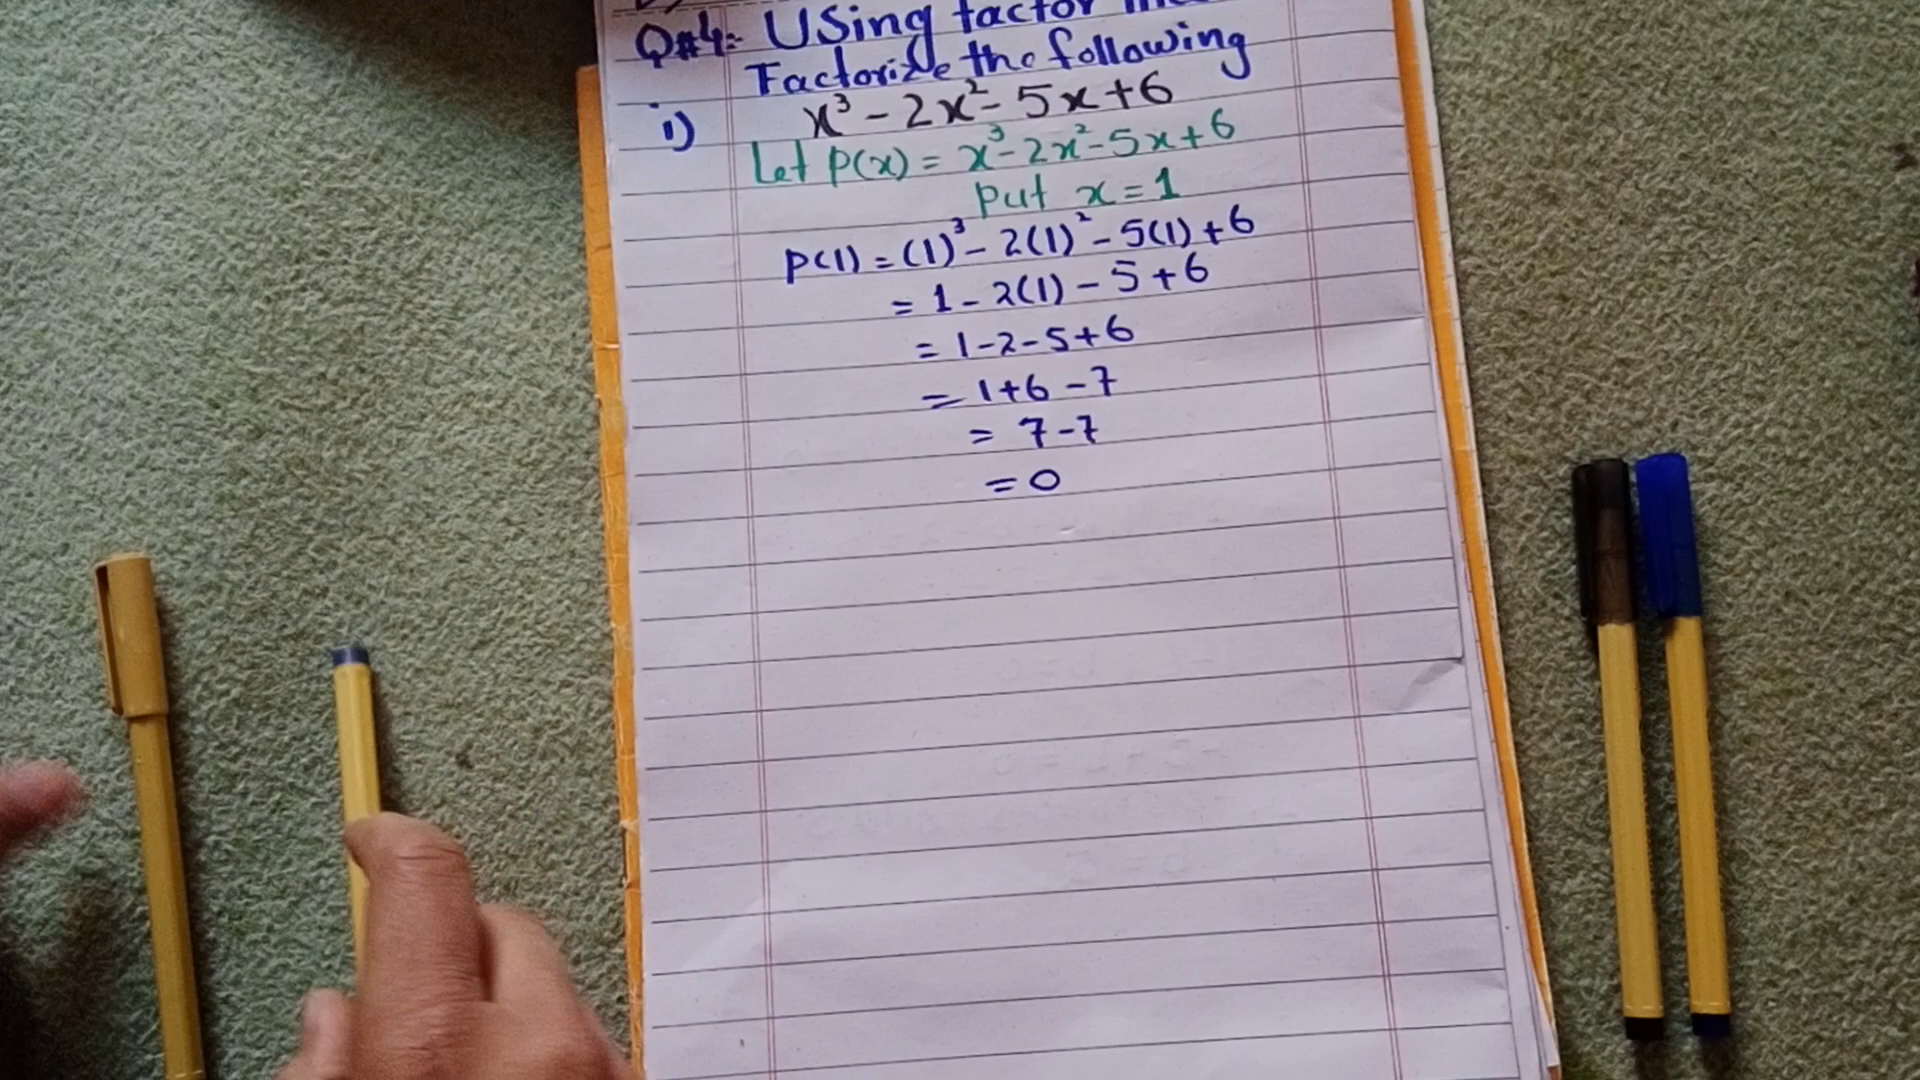 Q#4:- Using factor
Factorize the following
i) x³ - 2x² - 5x + 6
Let p(x) = x³ - 2x² - 5x + 6
put x = 1
p(1) = (1)³ - 2(1)² - 5(1) + 6
= 1 - 2(1) - 5 + 6
= 1 - 2 - 5 + 6
= 1 + 6 - 7
= 7 - 7
= 0